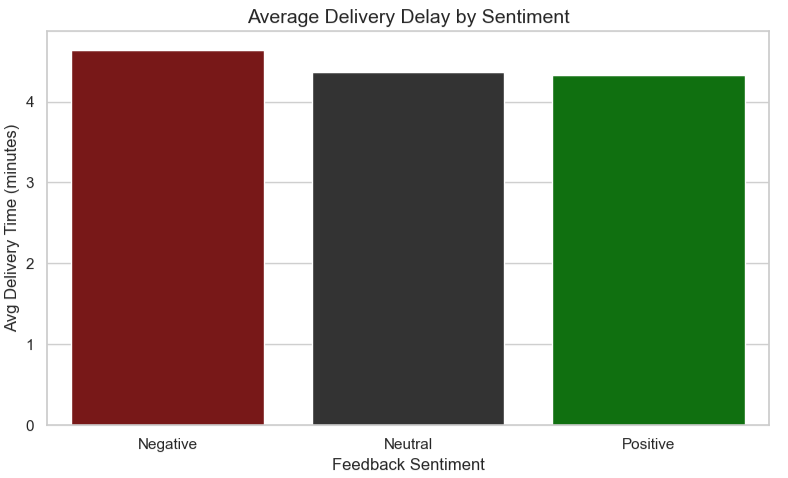 Average Delivery Delay by Sentiment
Avg Delivery Time (minutes)
4
3
2
1
0
Negative
Neutral
Positive
Feedback Sentiment